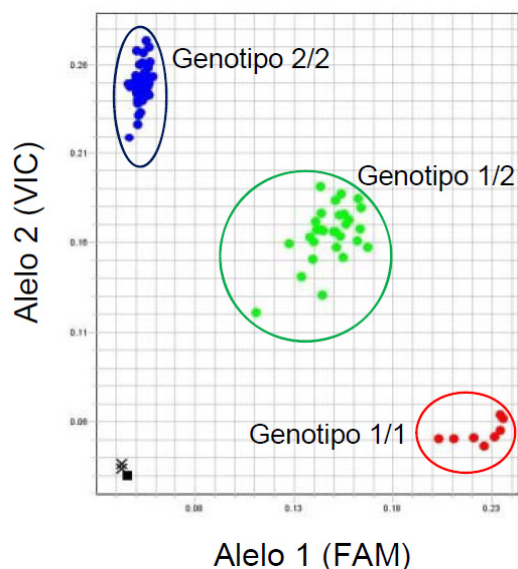 0.26
Genotipo 2/2
0.21
Genotipo 1/2
Alelo 2 (VIC)
0.16
0.11
Genotipo 1/1
0.06
0.08
0.13
0.18
0.23
Alelo 1 (FAM)